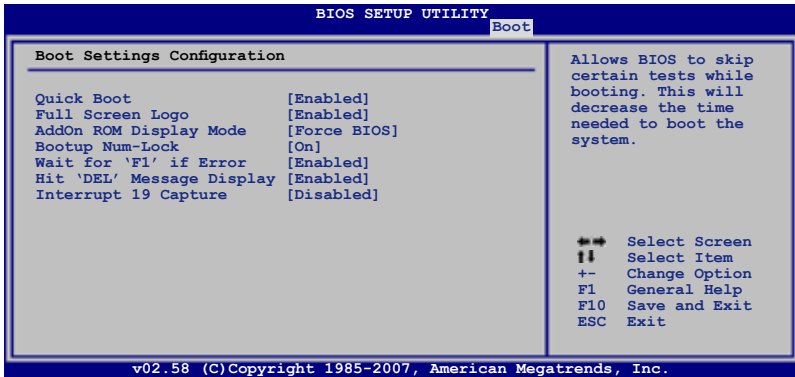 BIOS SETUP UTILITY
Boot
Boot Settings Configuration
Quick Boot [Enabled]
Full Screen Logo [Enabled]
AddOn ROM Display Mode [Force BIOS]
Bootup Num-Lock [On]
Wait for ‘F1’ if Error [Enabled]
Hit ‘DEL’ Message Display [Enabled]
Interrupt 19 Capture [Disabled]
Allows BIOS to skip
certain tests while
booting. This will
decrease the time
needed to boot the
system.
←→ Select Screen
↑↓ Select Item
+- Change Option
F1 General Help
F10 Save and Exit
ESC Exit
v02.58 (C)Copyright 1985-2007, American Megatrends, Inc.